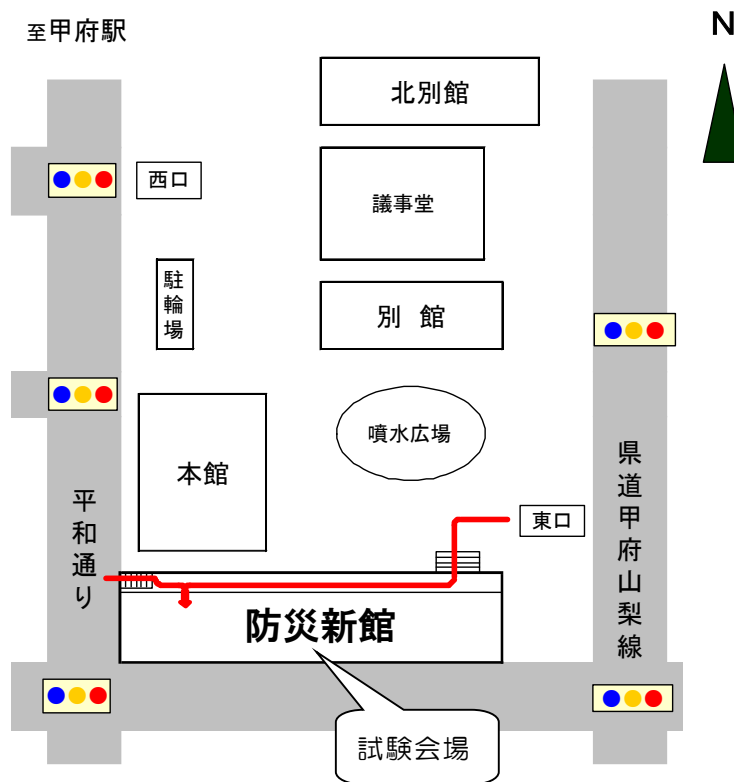 至甲府駅
N
北別館
西口
議事堂
駐輪場
別 館
噴水広場
本館
県道甲府山梨線
平和通り
東口
防災新館
試験会場